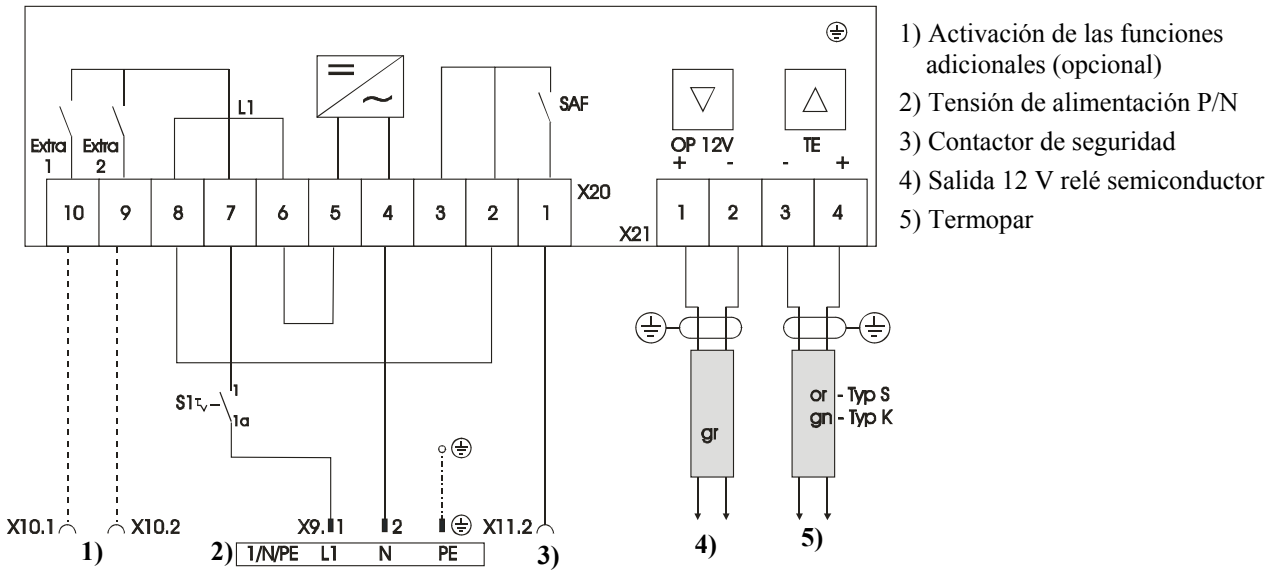 L1
SAF
Extra
1
Extra
2
OP 12V
+ -
TE
- +
10 9 8 7 6 5 4 3 2 1
X20
X21
1 2 3 4
S1
1
1a
gr
or - Typ S
gn - Typ K
X10.1
X10.2
X9.
1
2
X11.2
1)
2)
1/N/PE L1 N PE
3)
4)
5)
1) Activación de las funciones
adicionales (opcional)
2) Tensión de alimentación P/N
3) Contactor de seguridad
4) Salida 12 V relé semiconductor
5) Termopar